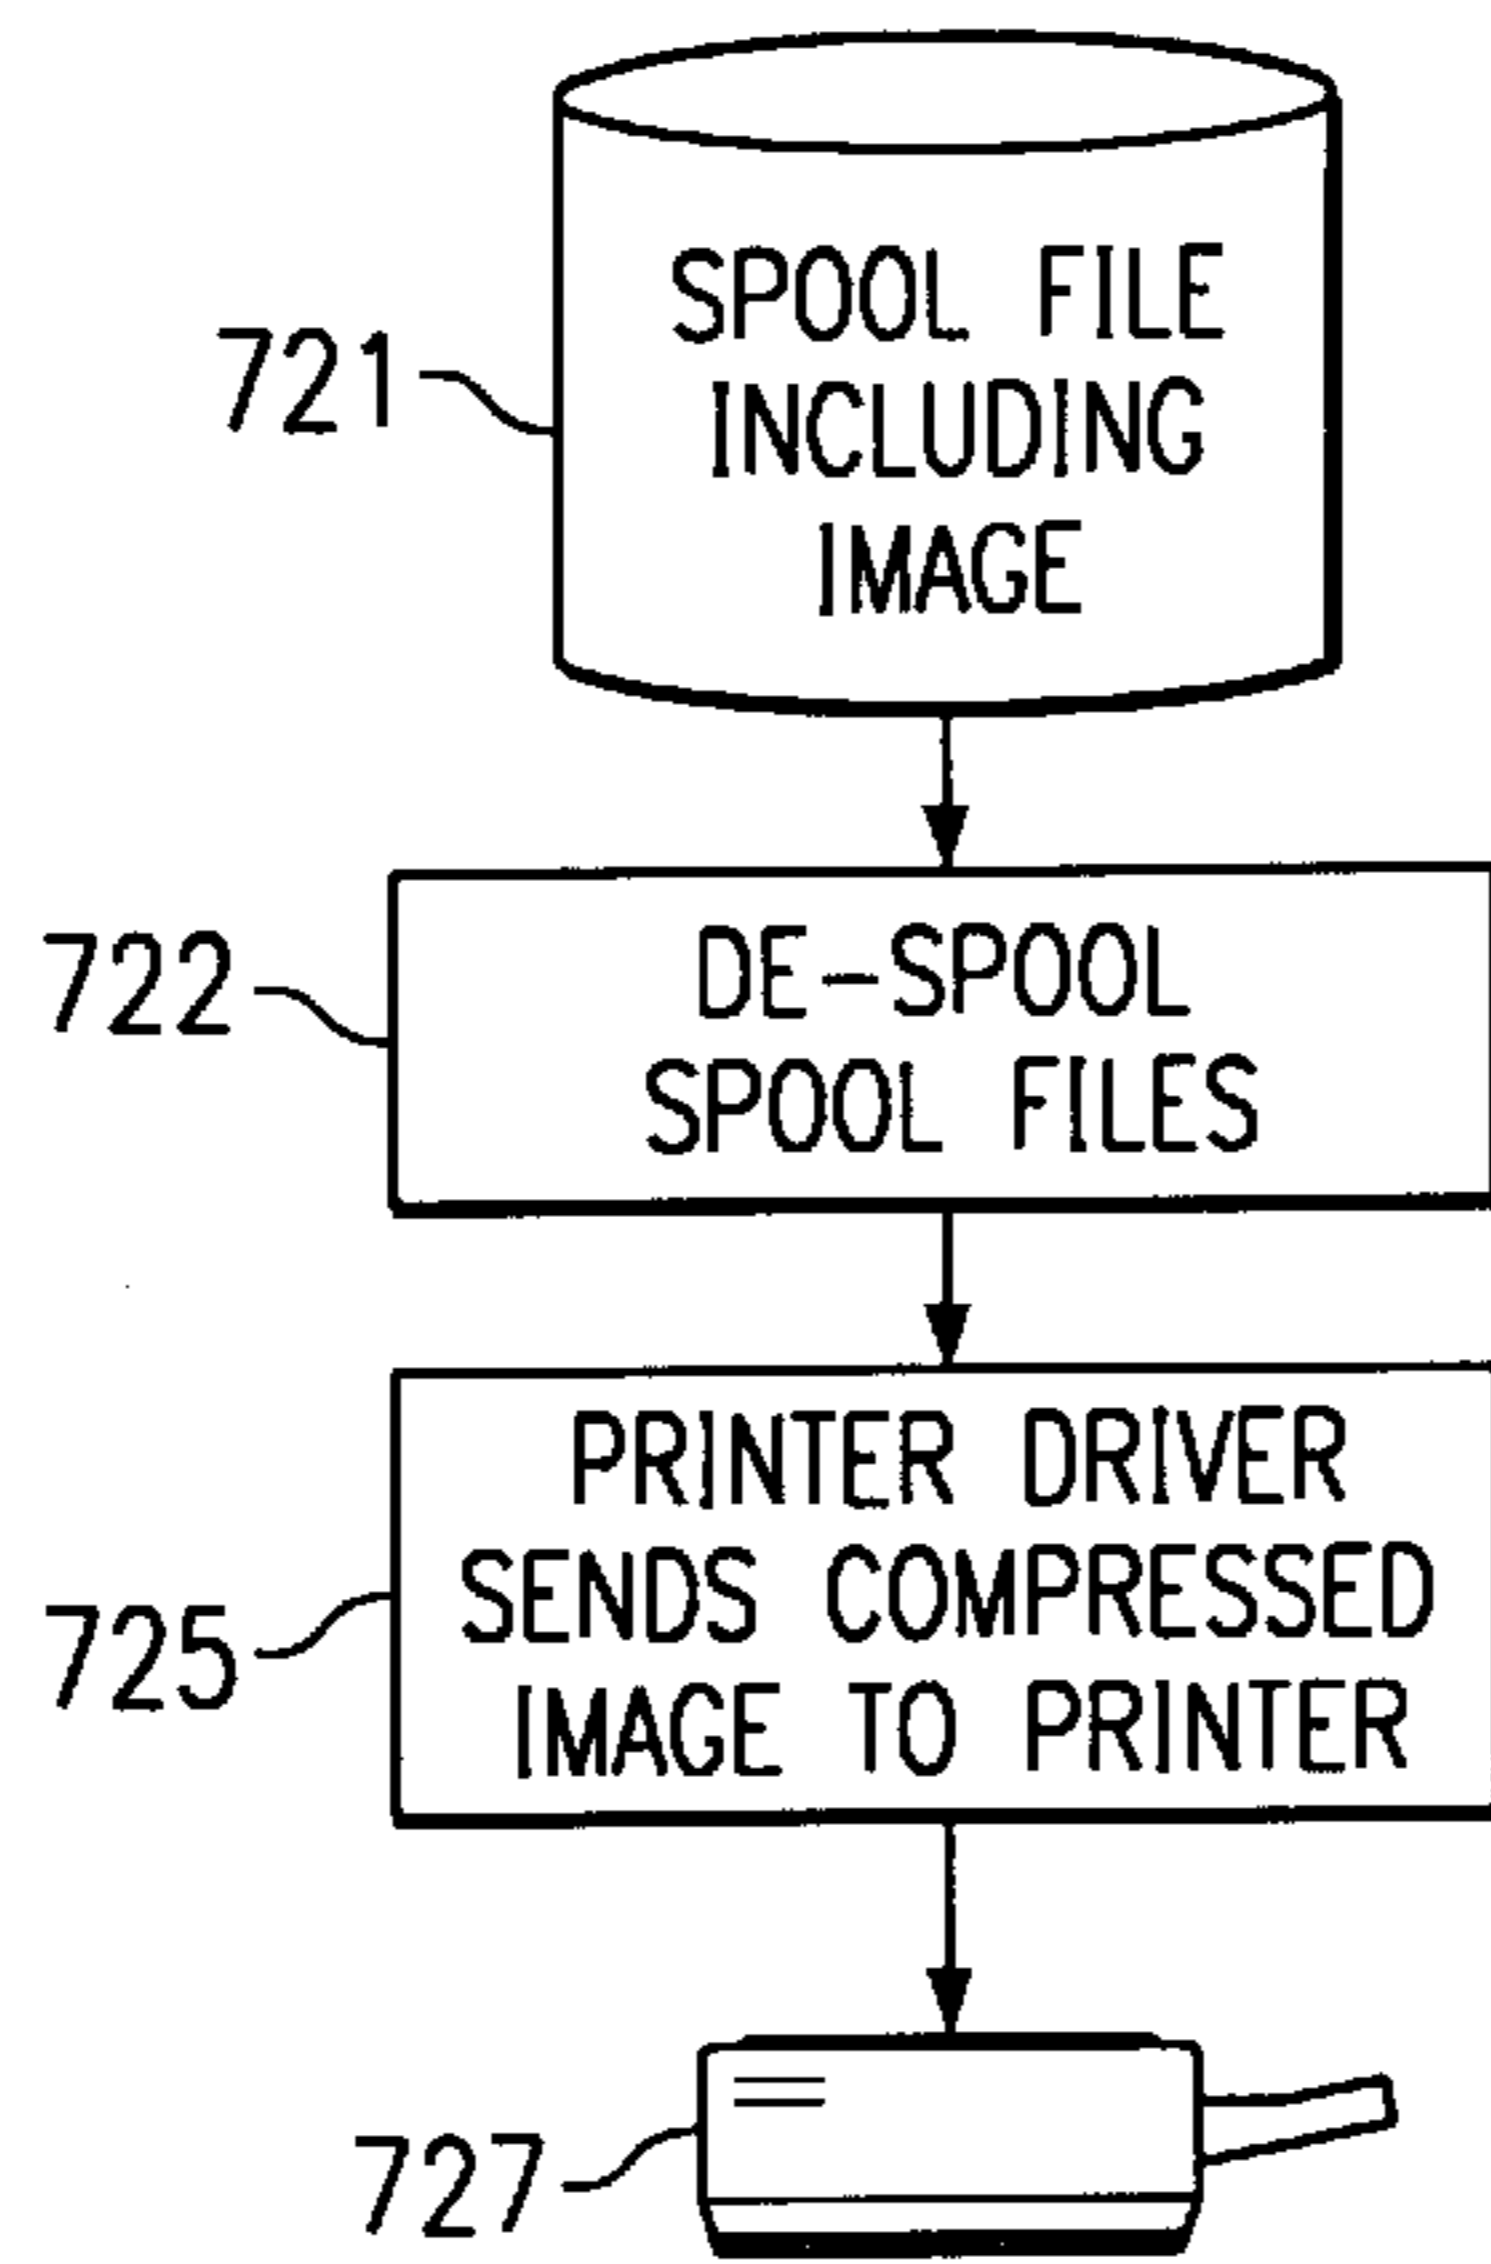 SPOOL FILE
INCLUDING
IMAGE
721
DE-SPOOL
SPOOL FILES
722
PRINTER DRIVER
SENDS COMPRESSED
IMAGE TO PRINTER
725
727